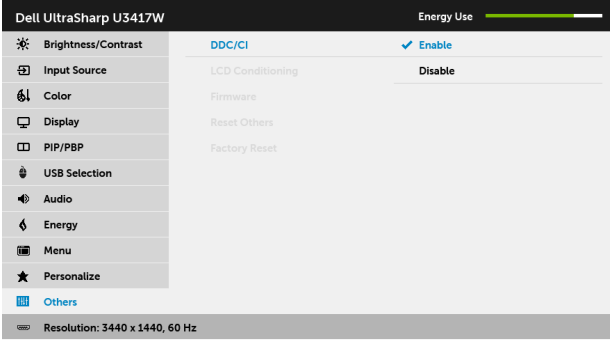 Dell UltraSharp U3417W
Energy Use
Brightness/Contrast
DDC/CI
Enable
Input Source
LCD Conditioning
Disable
Color
Firmware
Display
Reset Others
PIP/PBP
Factory Reset
USB Selection
Audio
Energy
Menu
Personalize
Others
Resolution: 3440 x 1440, 60 Hz